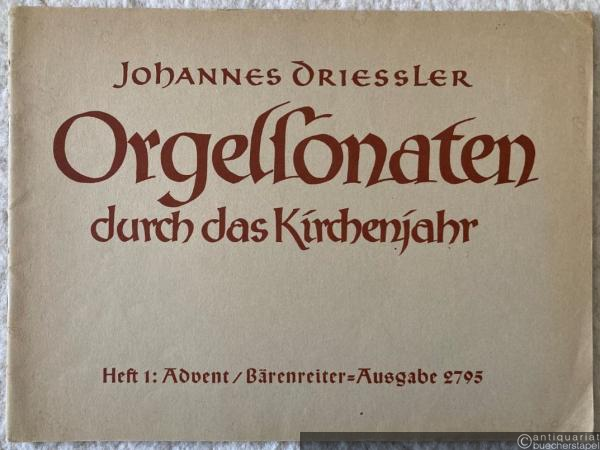 Johannes Driessler
Orgelſonaten
durch das Kirchenjahr
Heft 1: Advent / Bärenreiter=Ausgabe 2795
©antiquariat
buecherstapel